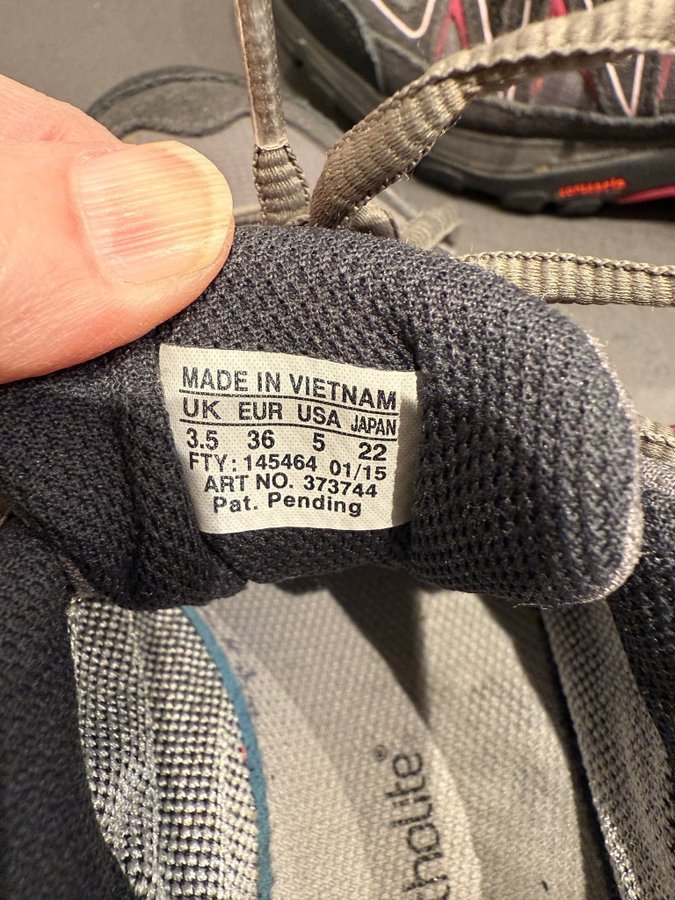 MADE IN VIETNAM
UK EUR USA JAPAN
3.5 36 5 22
FTY: 145464 01/15
ART NO. 373744
Pat. Pending
tholite®